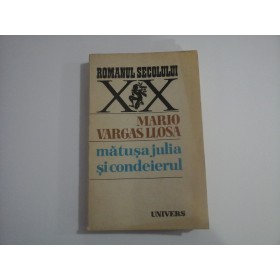 ROMANUL SECOLULUI
XX
MARIO
VARGAS LLOSA
mătușa julia
și condeierul
UNIVERS